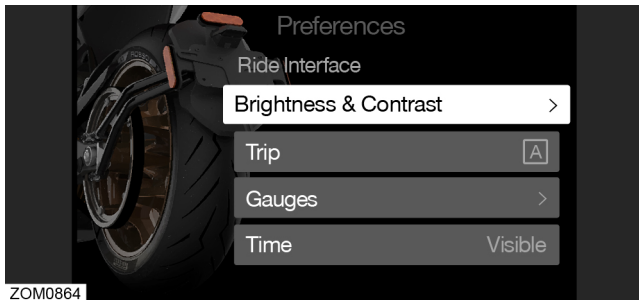 Preferences
Ride Interface
Brightness & Contrast >
Trip A
Gauges >
Time Visible
ZOM0864